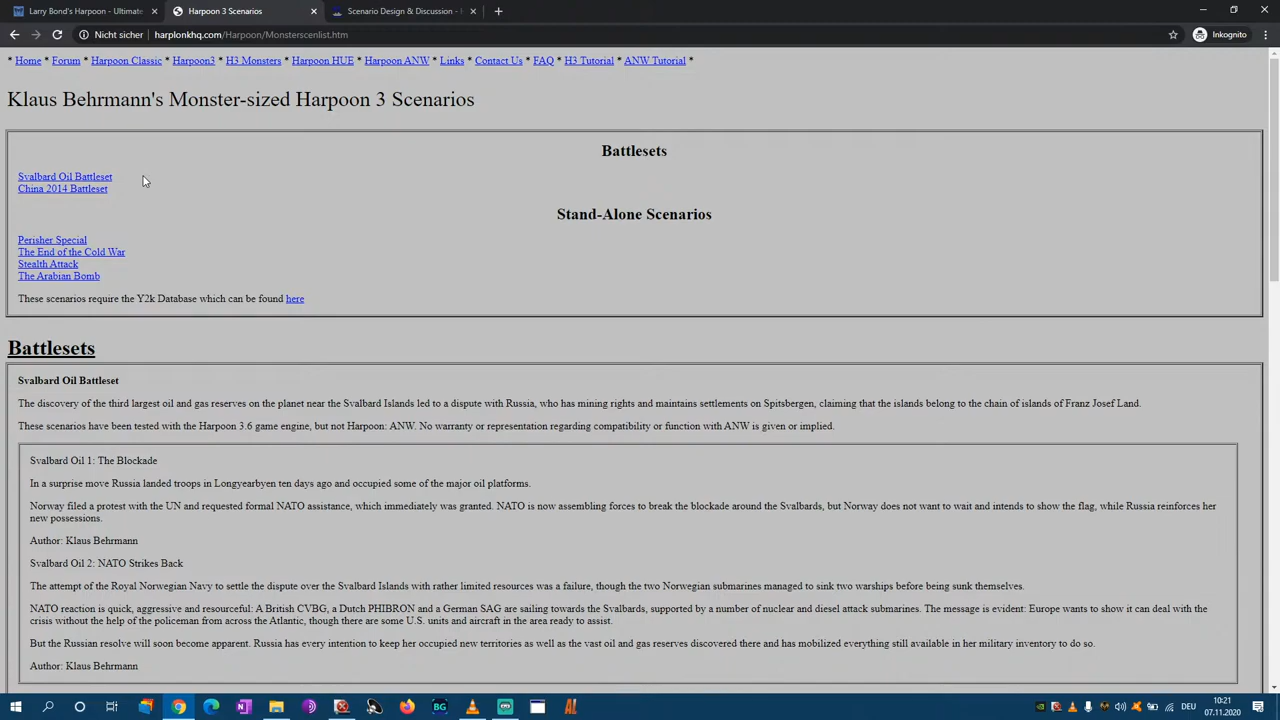 Larry Bond's Harpoon - Ultimate
Harpoon 3 Scenarios
Scenario Design & Discussion -
Nicht sicher
harplonkhq.com/Harpoon/Monsterscenlist.htm
Inkognito
* Home * Forum * Harpoon Classic * Harpoon3 * H3 Monsters * Harpoon HUE * Harpoon ANW * Links * Contact Us * FAQ * H3 Tutorial * ANW Tutorial *
Klaus Behrmann's Monster-sized Harpoon 3 Scenarios
Battlesets
Svalbard Oil Battleset
China 2014 Battleset
Stand-Alone Scenarios
Perisher Special
The End of the Cold War
Stealth Attack
The Arabian Bomb
These scenarios require the Y2k Database which can be found here
Battlesets
Svalbard Oil Battleset
The discovery of the third largest oil and gas reserves on the planet near the Svalbard Islands led to a dispute with Russia, who has mining rights and maintains settlements on Spitsbergen, claiming that the islands belong to the chain of islands of Franz Josef Land.
These scenarios have been tested with the Harpoon 3.6 game engine, but not Harpoon: ANW. No warranty or representation regarding compatibility or function with ANW is given or implied.
Svalbard Oil 1: The Blockade
In a surprise move Russia landed troops in Longyearbyen ten days ago and occupied some of the major oil platforms.
Norway filed a protest with the UN and requested formal NATO assistance, which immediately was granted. NATO is now assembling forces to break the blockade around the Svalbards, but Norway does not want to wait and intends to show the flag, while Russia reinforces her
new possessions.
Author: Klaus Behrmann
Svalbard Oil 2: NATO Strikes Back
The attempt of the Royal Norwegian Navy to settle the dispute over the Svalbard Islands with rather limited resources was a failure, though the two Norwegian submarines managed to sink two warships before being sunk themselves.
NATO reaction is quick, aggressive and resourceful: A British CVBG, a Dutch PHIBRON and a German SAG are sailing towards the Svalbards, supported by a number of nuclear and diesel attack submarines. The message is evident: Europe wants to show it can deal with the
crisis without the help of the policeman from across the Atlantic, though there are some U.S. units and aircraft in the area ready to assist.
But the Russian resolve will soon become apparent. Russia has every intention to keep her occupied new territories as well as the vast oil and gas reserves discovered there and has mobilized everything still available in her military inventory to do so.
Author: Klaus Behrmann
BG
DEU
10:21
07.11.2020